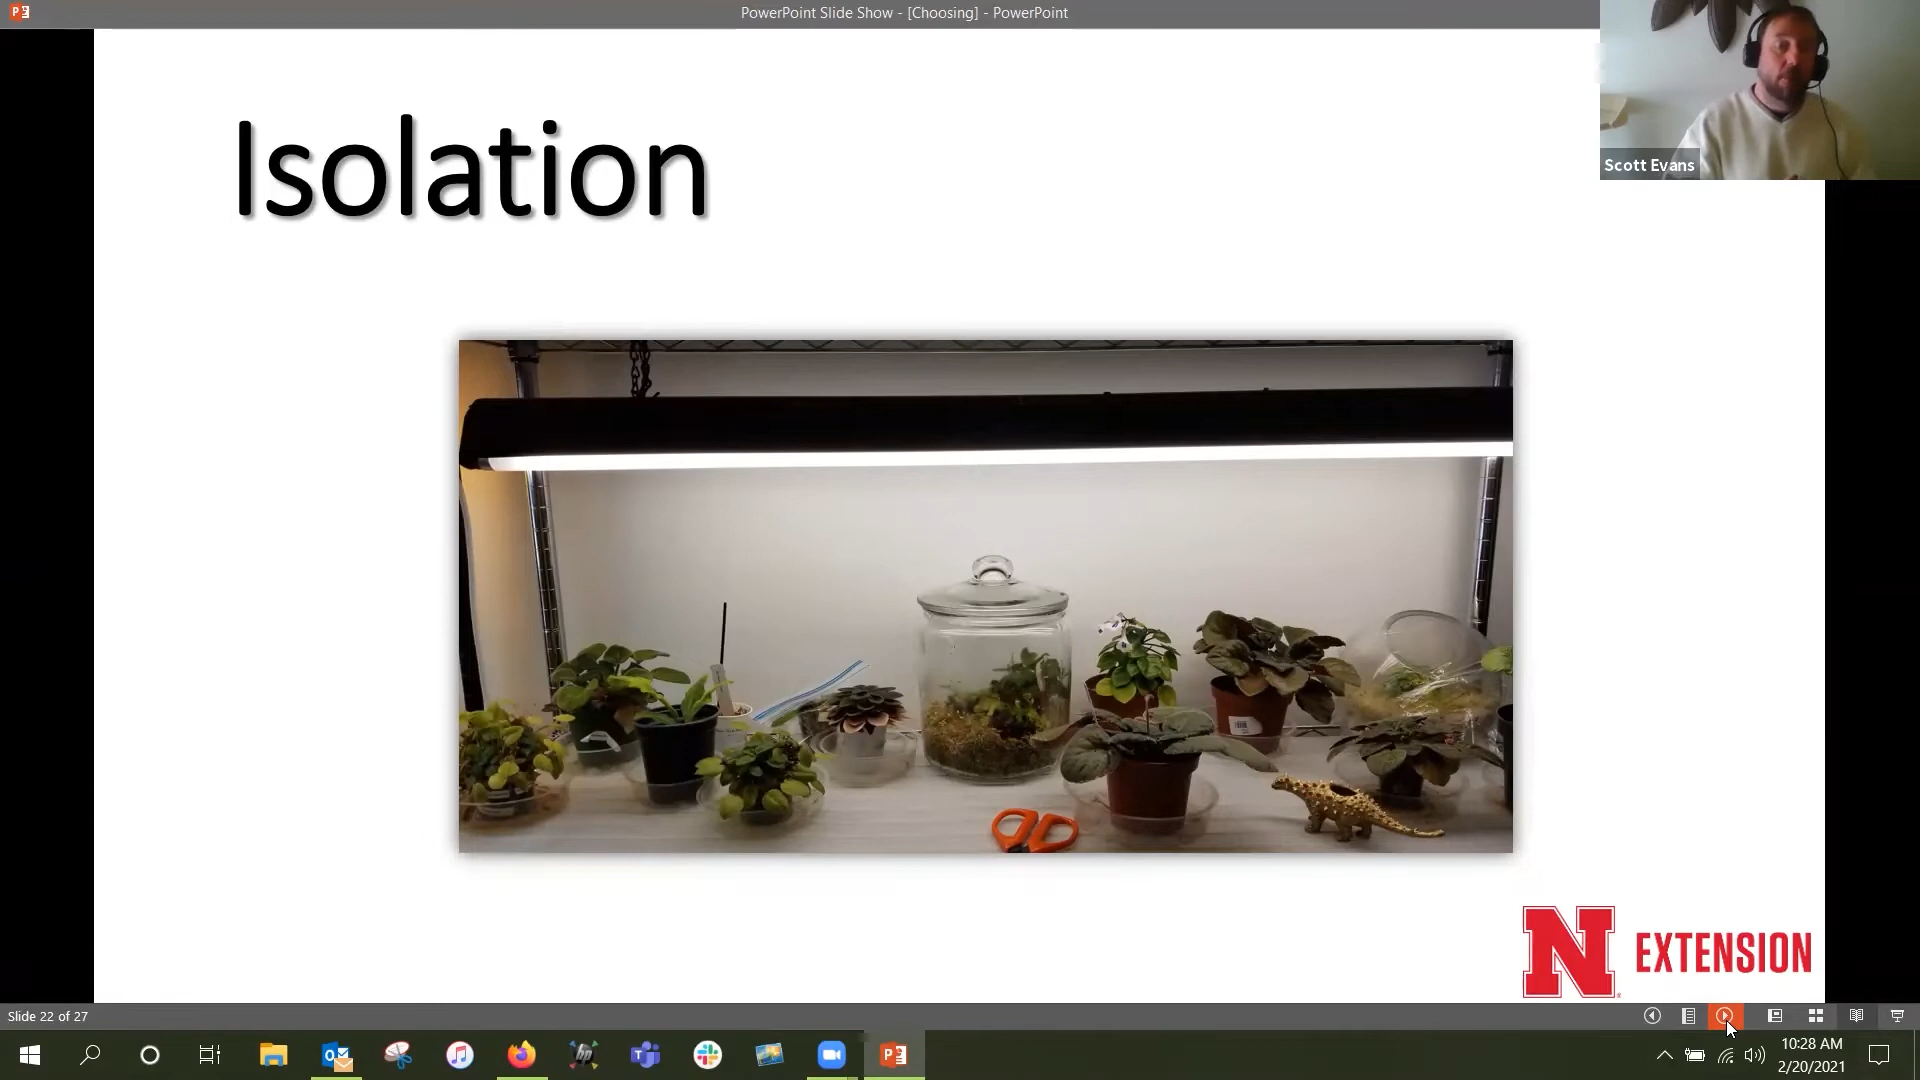 PowerPoint Slide Show - [Choosing] - PowerPoint
Scott Evans
Isolation
N EXTENSION
Slide 22 of 27
10:28 AM
2/20/2021